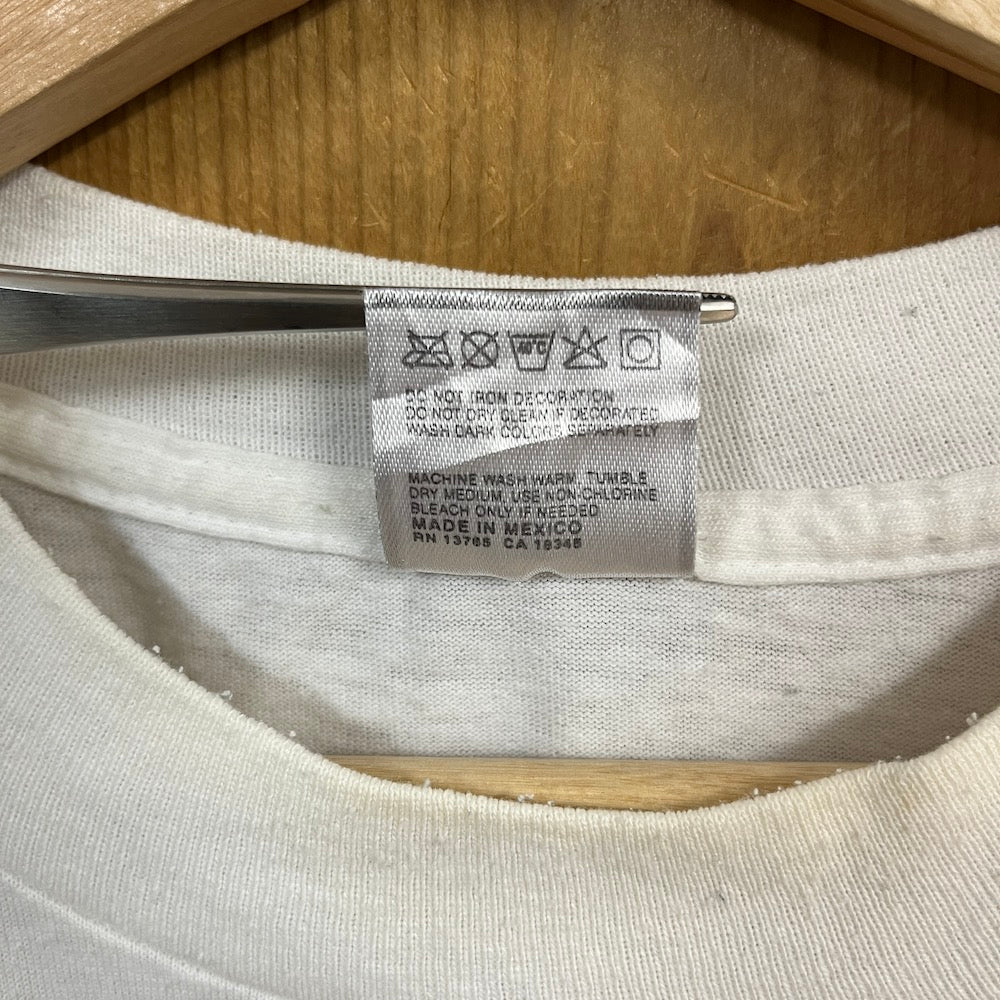 40°C
DO NOT IRON DECORATION
DO NOT DRY CLEAN IF DECORATED
WASH DARK COLORS SEPARATELY
MACHINE WASH WARM, TUMBLE
DRY MEDIUM, USE NON-CHLORINE
BLEACH ONLY IF NEEDED
MADE IN MEXICO
RN 13765 CA 18345